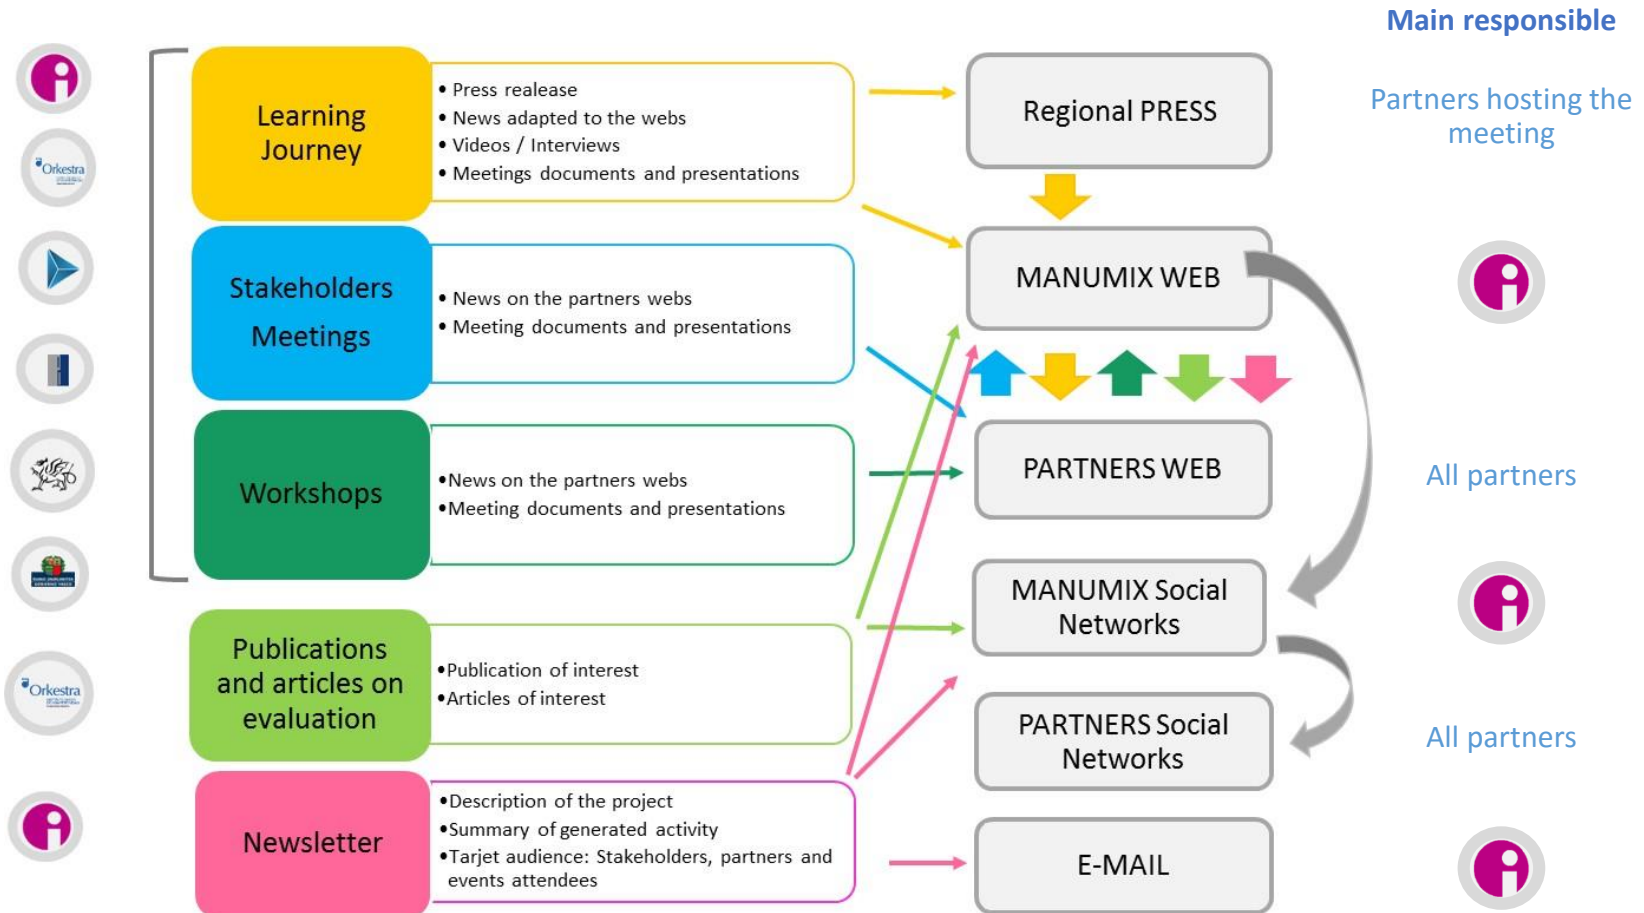 Main responsible
Learning
Journey
• Press realease
• News adapted to the webs
• Videos / Interviews
• Meetings documents and presentations
Regional PRESS
Partners hosting the
meeting
Orkestra
Stakeholders
Meetings
• News on the partners webs
• Meeting documents and presentations
MANUMIX WEB
Workshops
•News on the partners webs
•Meeting documents and presentations
PARTNERS WEB
All partners
MANUMIX Social
Networks
Publications
and articles on
evaluation
•Publication of interest
•Articles of interest
Orkestra
PARTNERS Social
Networks
All partners
Newsletter
•Description of the project
•Summary of generated activity
•Tarjet audience: Stakeholders, partners and
events attendees
E-MAIL